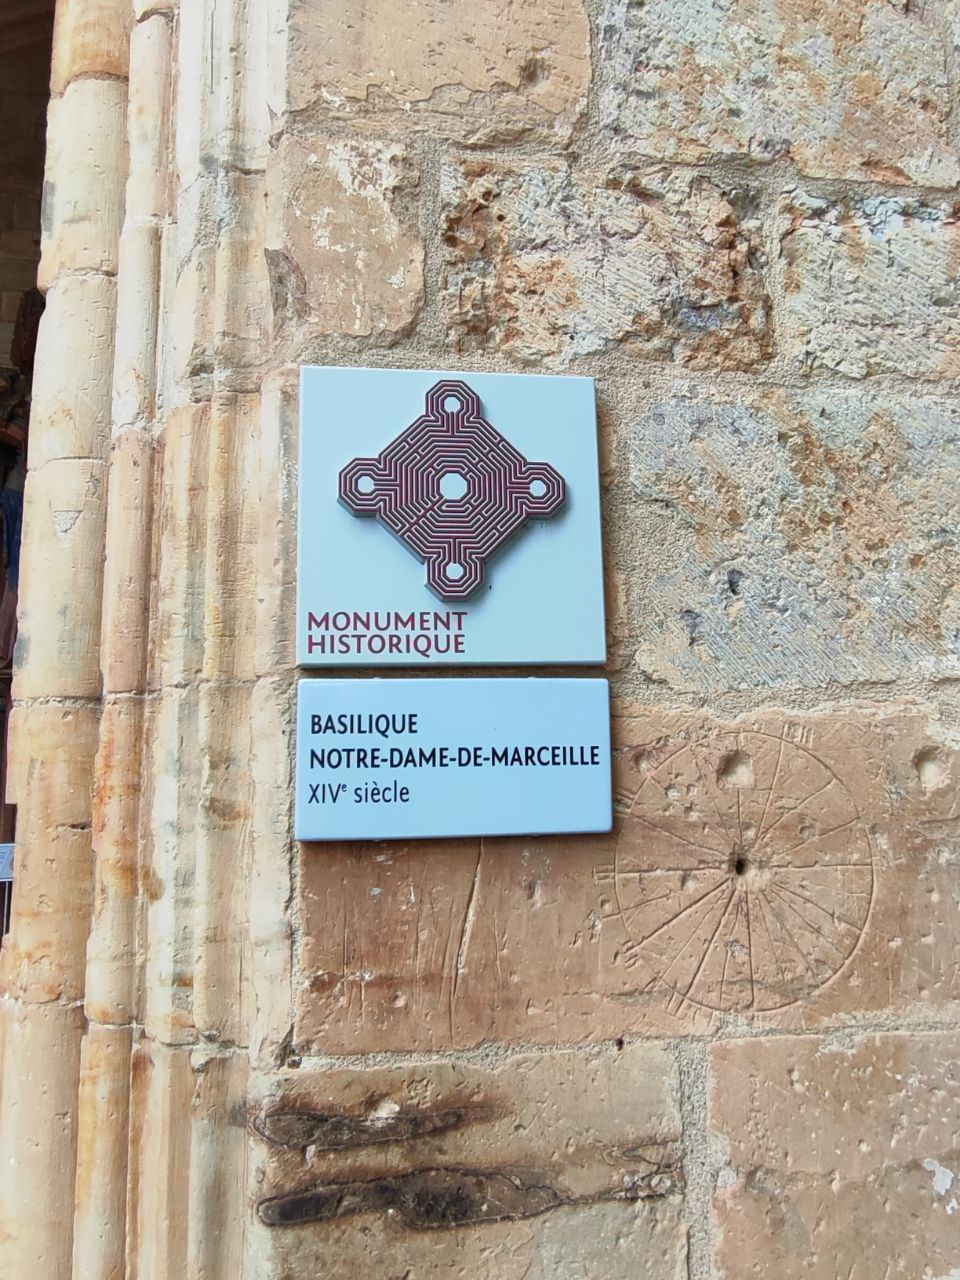 MONUMENT
HISTORIQUE
BASILIQUE
NOTRE-DAME-DE-MARCEILLE
XIVᵉ siècle